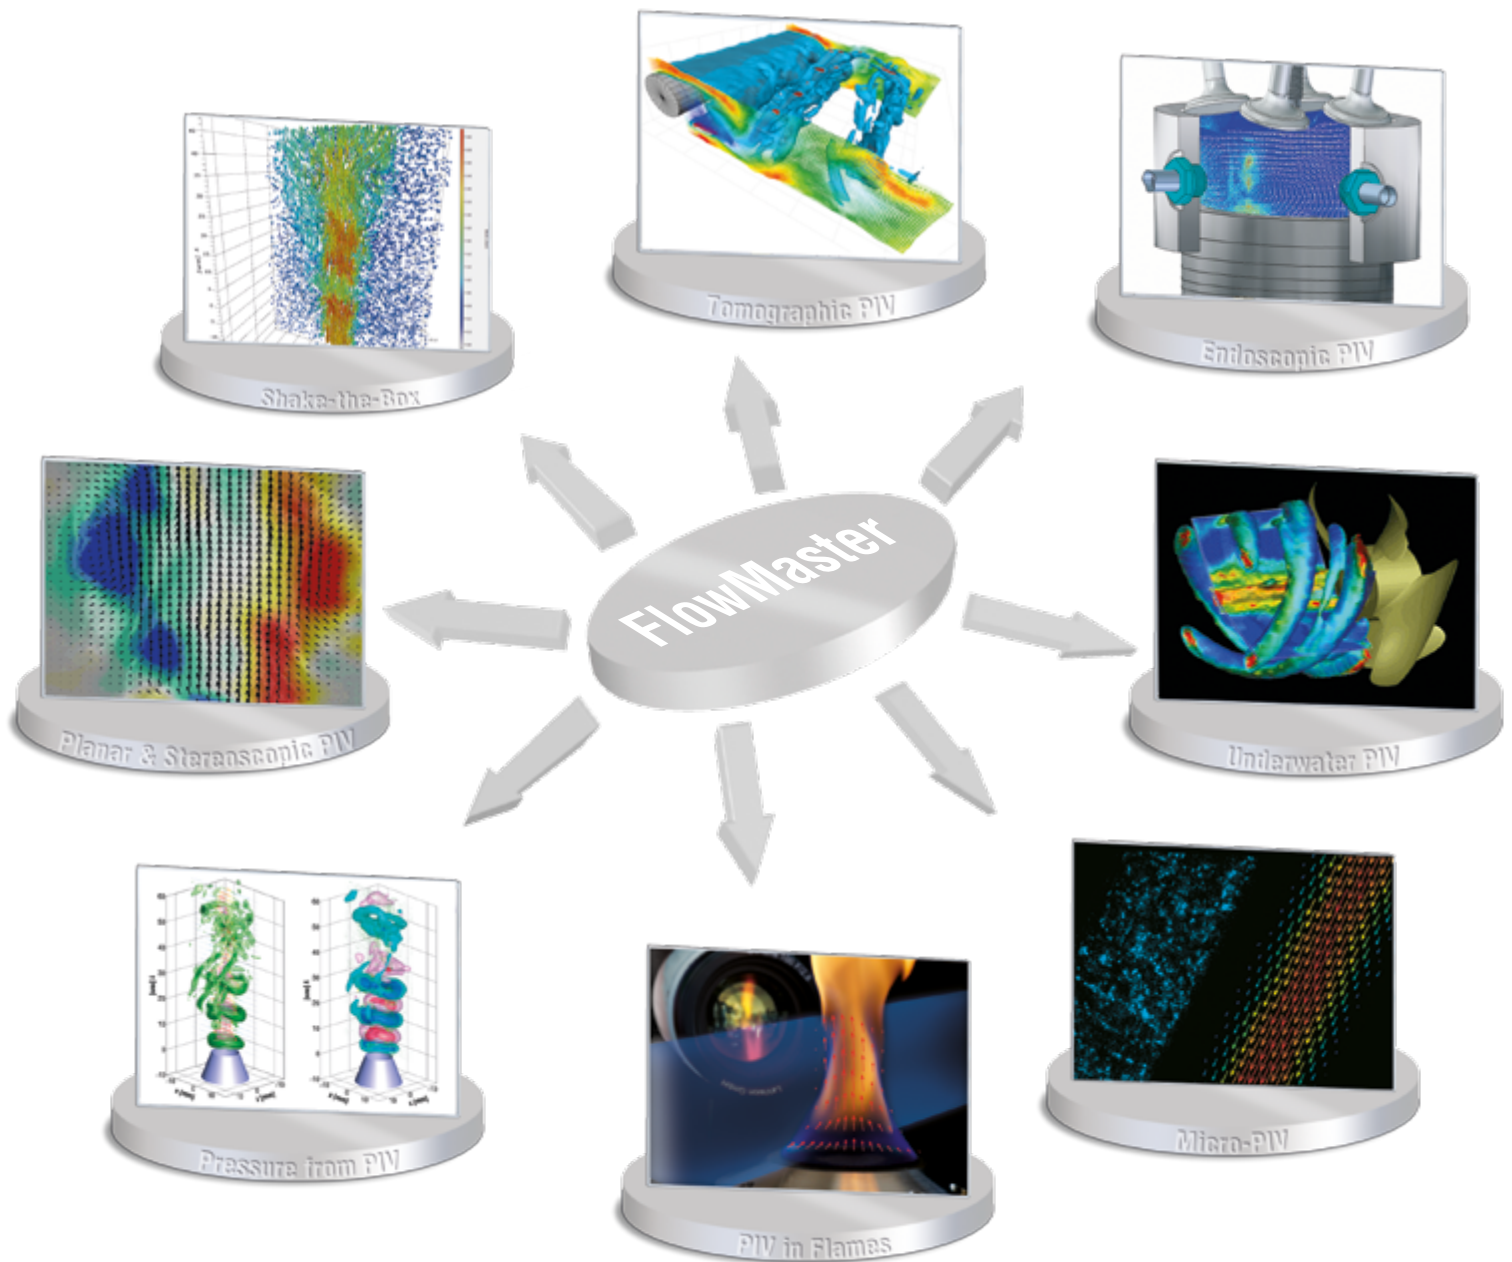 Tomographic PIV
Endoscopic PIV
Shake-the-Box
FlowMaster
Planar & Stereoscopic PIV
Underwater PIV
Pressure from PIV
Micro-PIV
PIV in Flames